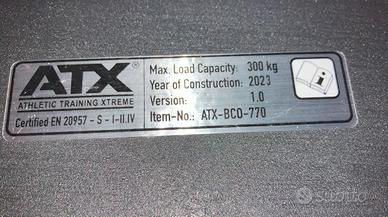 ATX®
ATHLETIC TRAINING XTREME
Certified EN 20957 - S - I-II.IV
Max. Load Capacity: 300 kg
Year of Construction: 2023
Version: 1.0
Item-No.: ATX-BCO-770
subito